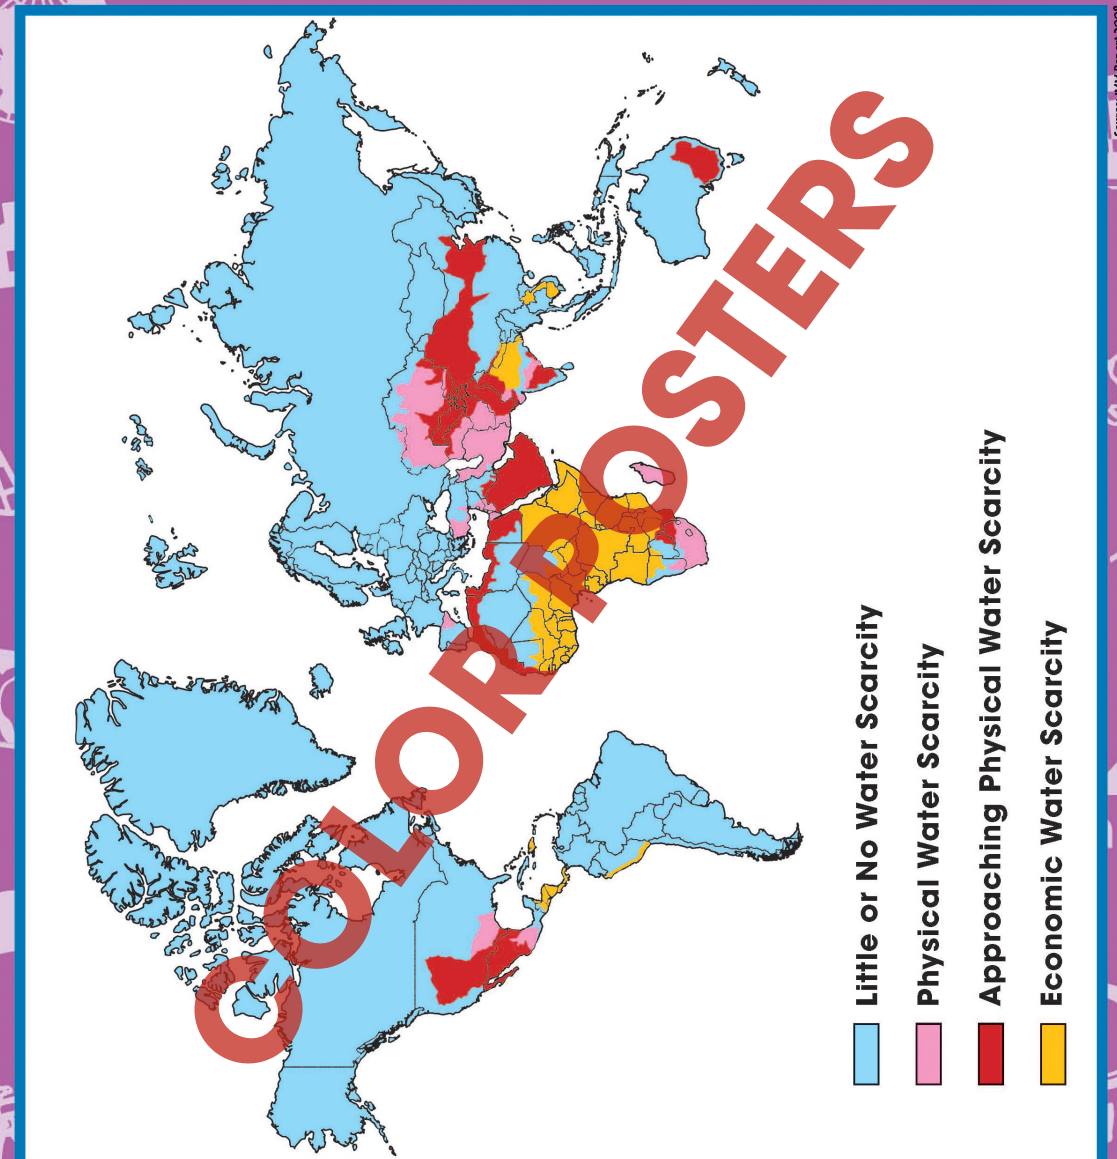 COLOR POSTERS
Little or No Water Scarcity
Physical Water Scarcity
Approaching Physical Water Scarcity
Economic Water Scarcity